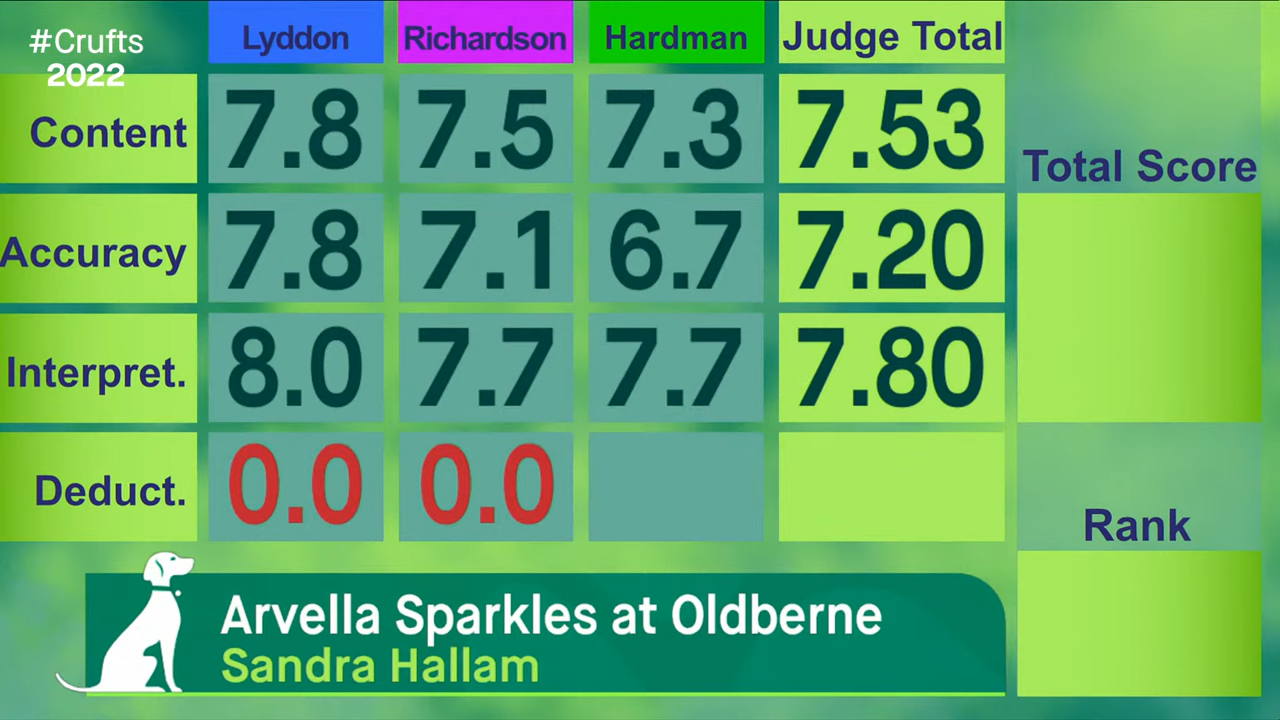 #Crufts
2022
Lyddon Richardson Hardman Judge Total
Content 7.8 7.5 7.3 7.53
Total Score
Accuracy 7.8 7.1 6.7 7.20
Interpret. 8.0 7.7 7.7 7.80
Deduct. 0.0 0.0
Rank
Arvella Sparkles at Oldberne
Sandra Hallam